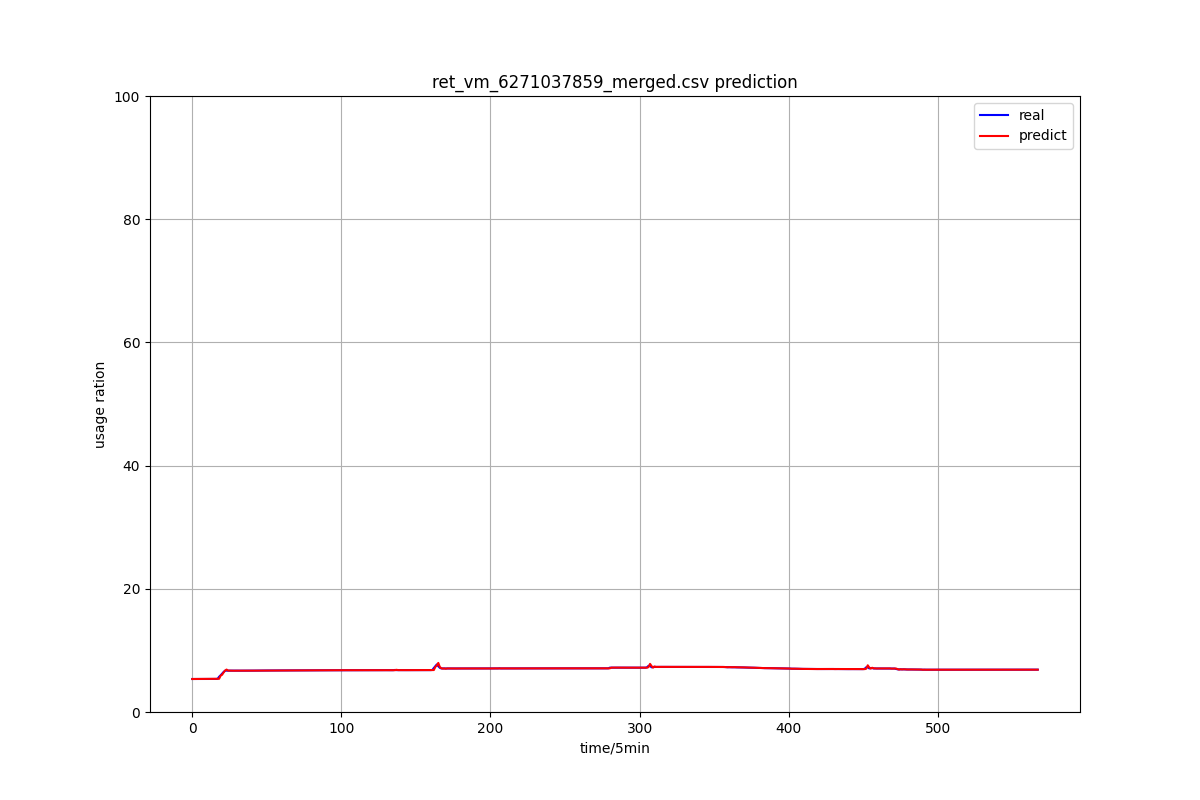 ret_vm_6271037859_merged.csv prediction
real
predict
100
80
60
40
20
0
usage ration
0 100 200 300 400 500
time/5min